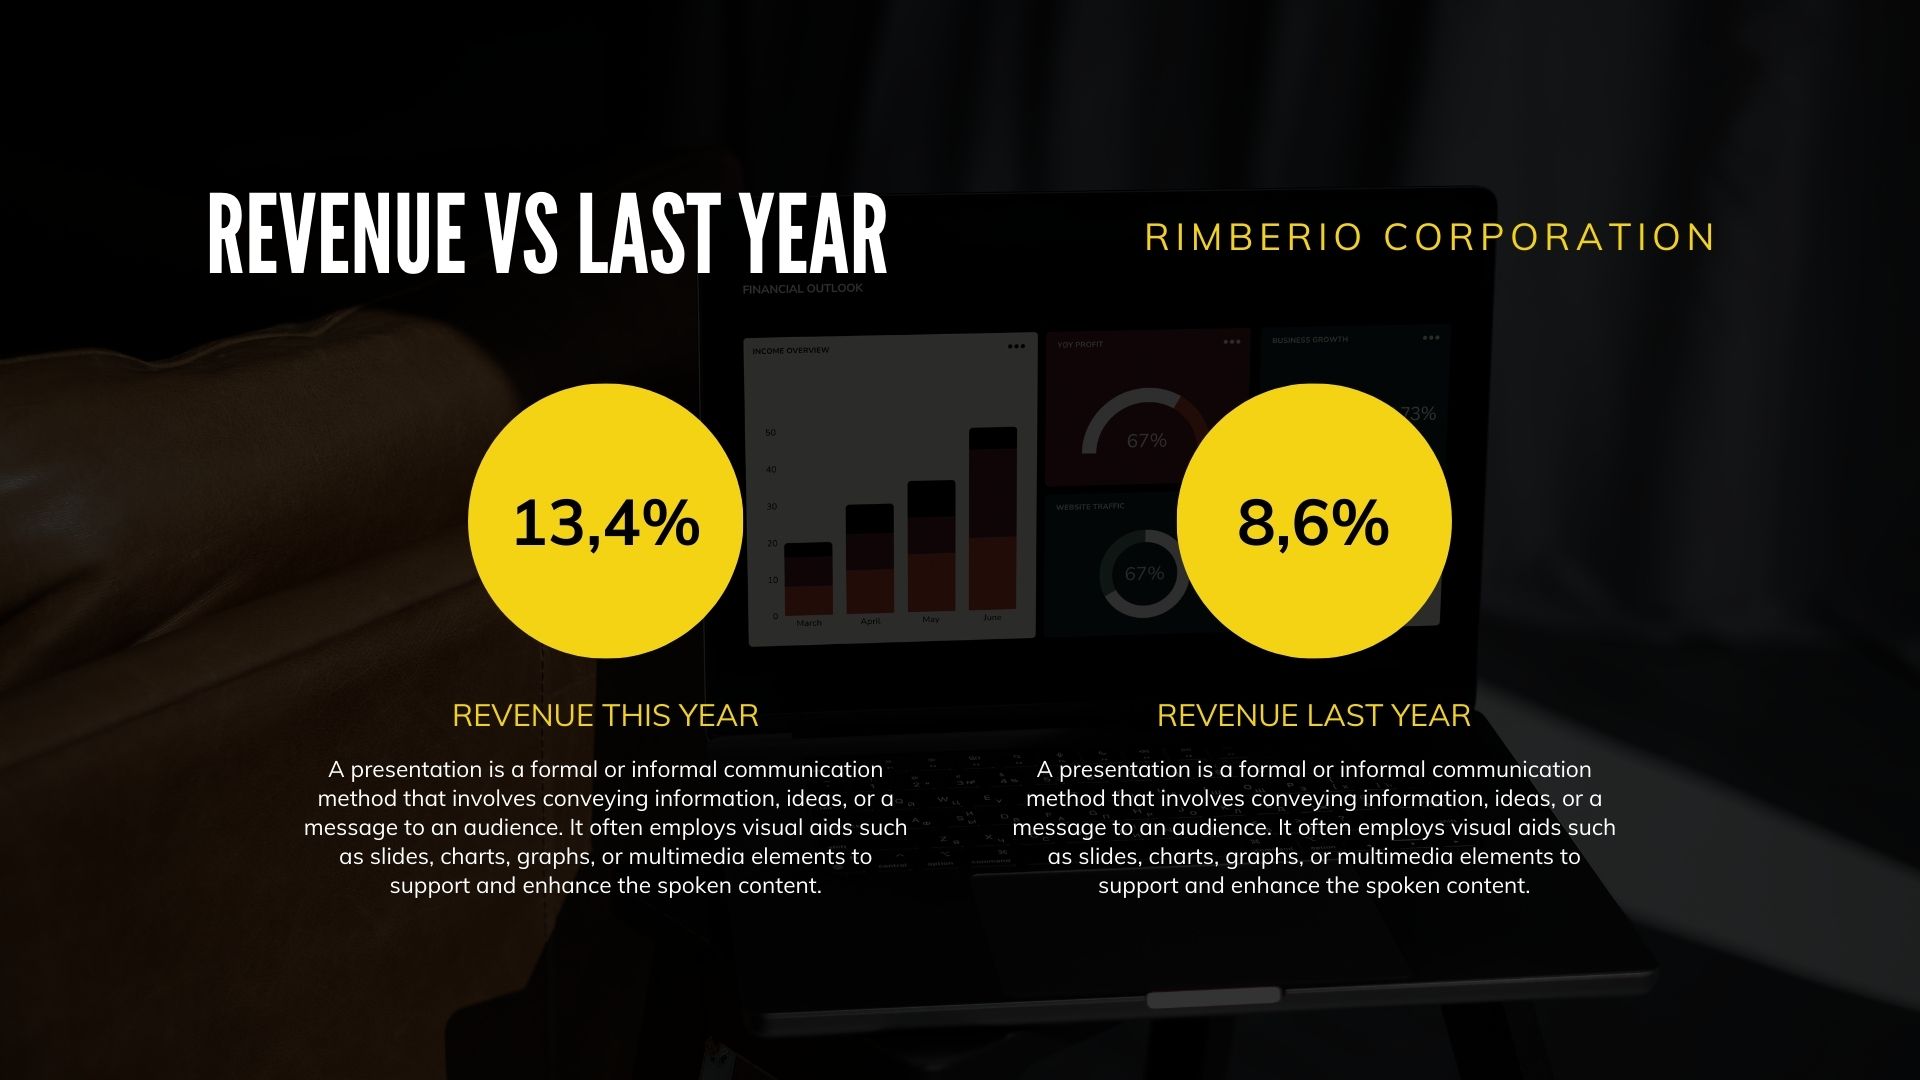 REVENUE VS LAST YEAR
RIMBERIO CORPORATION
FINANCIAL OUTLOOK
INCOME OVERVIEW
50
40
30
20
10
0
March
April
May
June
YOY PROFIT
67%
BUSINESS GROWTH
73%
WEBSITE TRAFFIC
67%
13,4%
REVENUE THIS YEAR
A presentation is a formal or informal communication
method that involves conveying information, ideas, or a
message to an audience. It often employs visual aids such
as slides, charts, graphs, or multimedia elements to
support and enhance the spoken content.
8,6%
REVENUE LAST YEAR
A presentation is a formal or informal communication
method that involves conveying information, ideas, or a
message to an audience. It often employs visual aids such
as slides, charts, graphs, or multimedia elements to
support and enhance the spoken content.
control
option
command